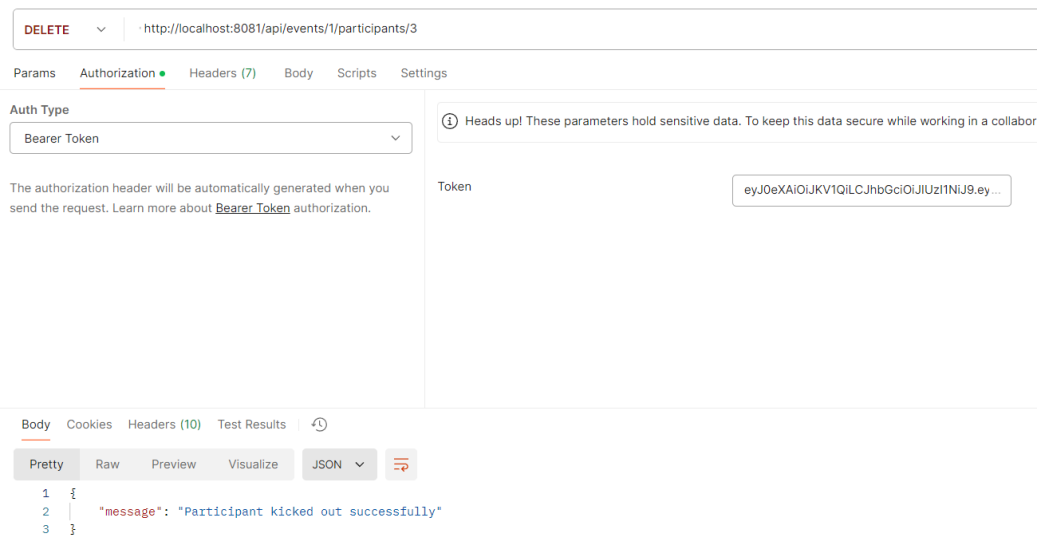 DELETE http://localhost:8081/api/events/1/participants/3
Params Authorization Headers (7) Body Scripts Settings
Auth Type
Bearer Token
The authorization header will be automatically generated when you
send the request. Learn more about Bearer Token authorization.
Heads up! These parameters hold sensitive data. To keep this data secure while working in a collabor
Token
eyJ0eXAiOiJKV1QiLCJhbGciOiJIUzI1NiJ9.ey...
Body Cookies Headers (10) Test Results
Pretty Raw Preview Visualize JSON
1 {
2 "message": "Participant kicked out successfully"
3 }